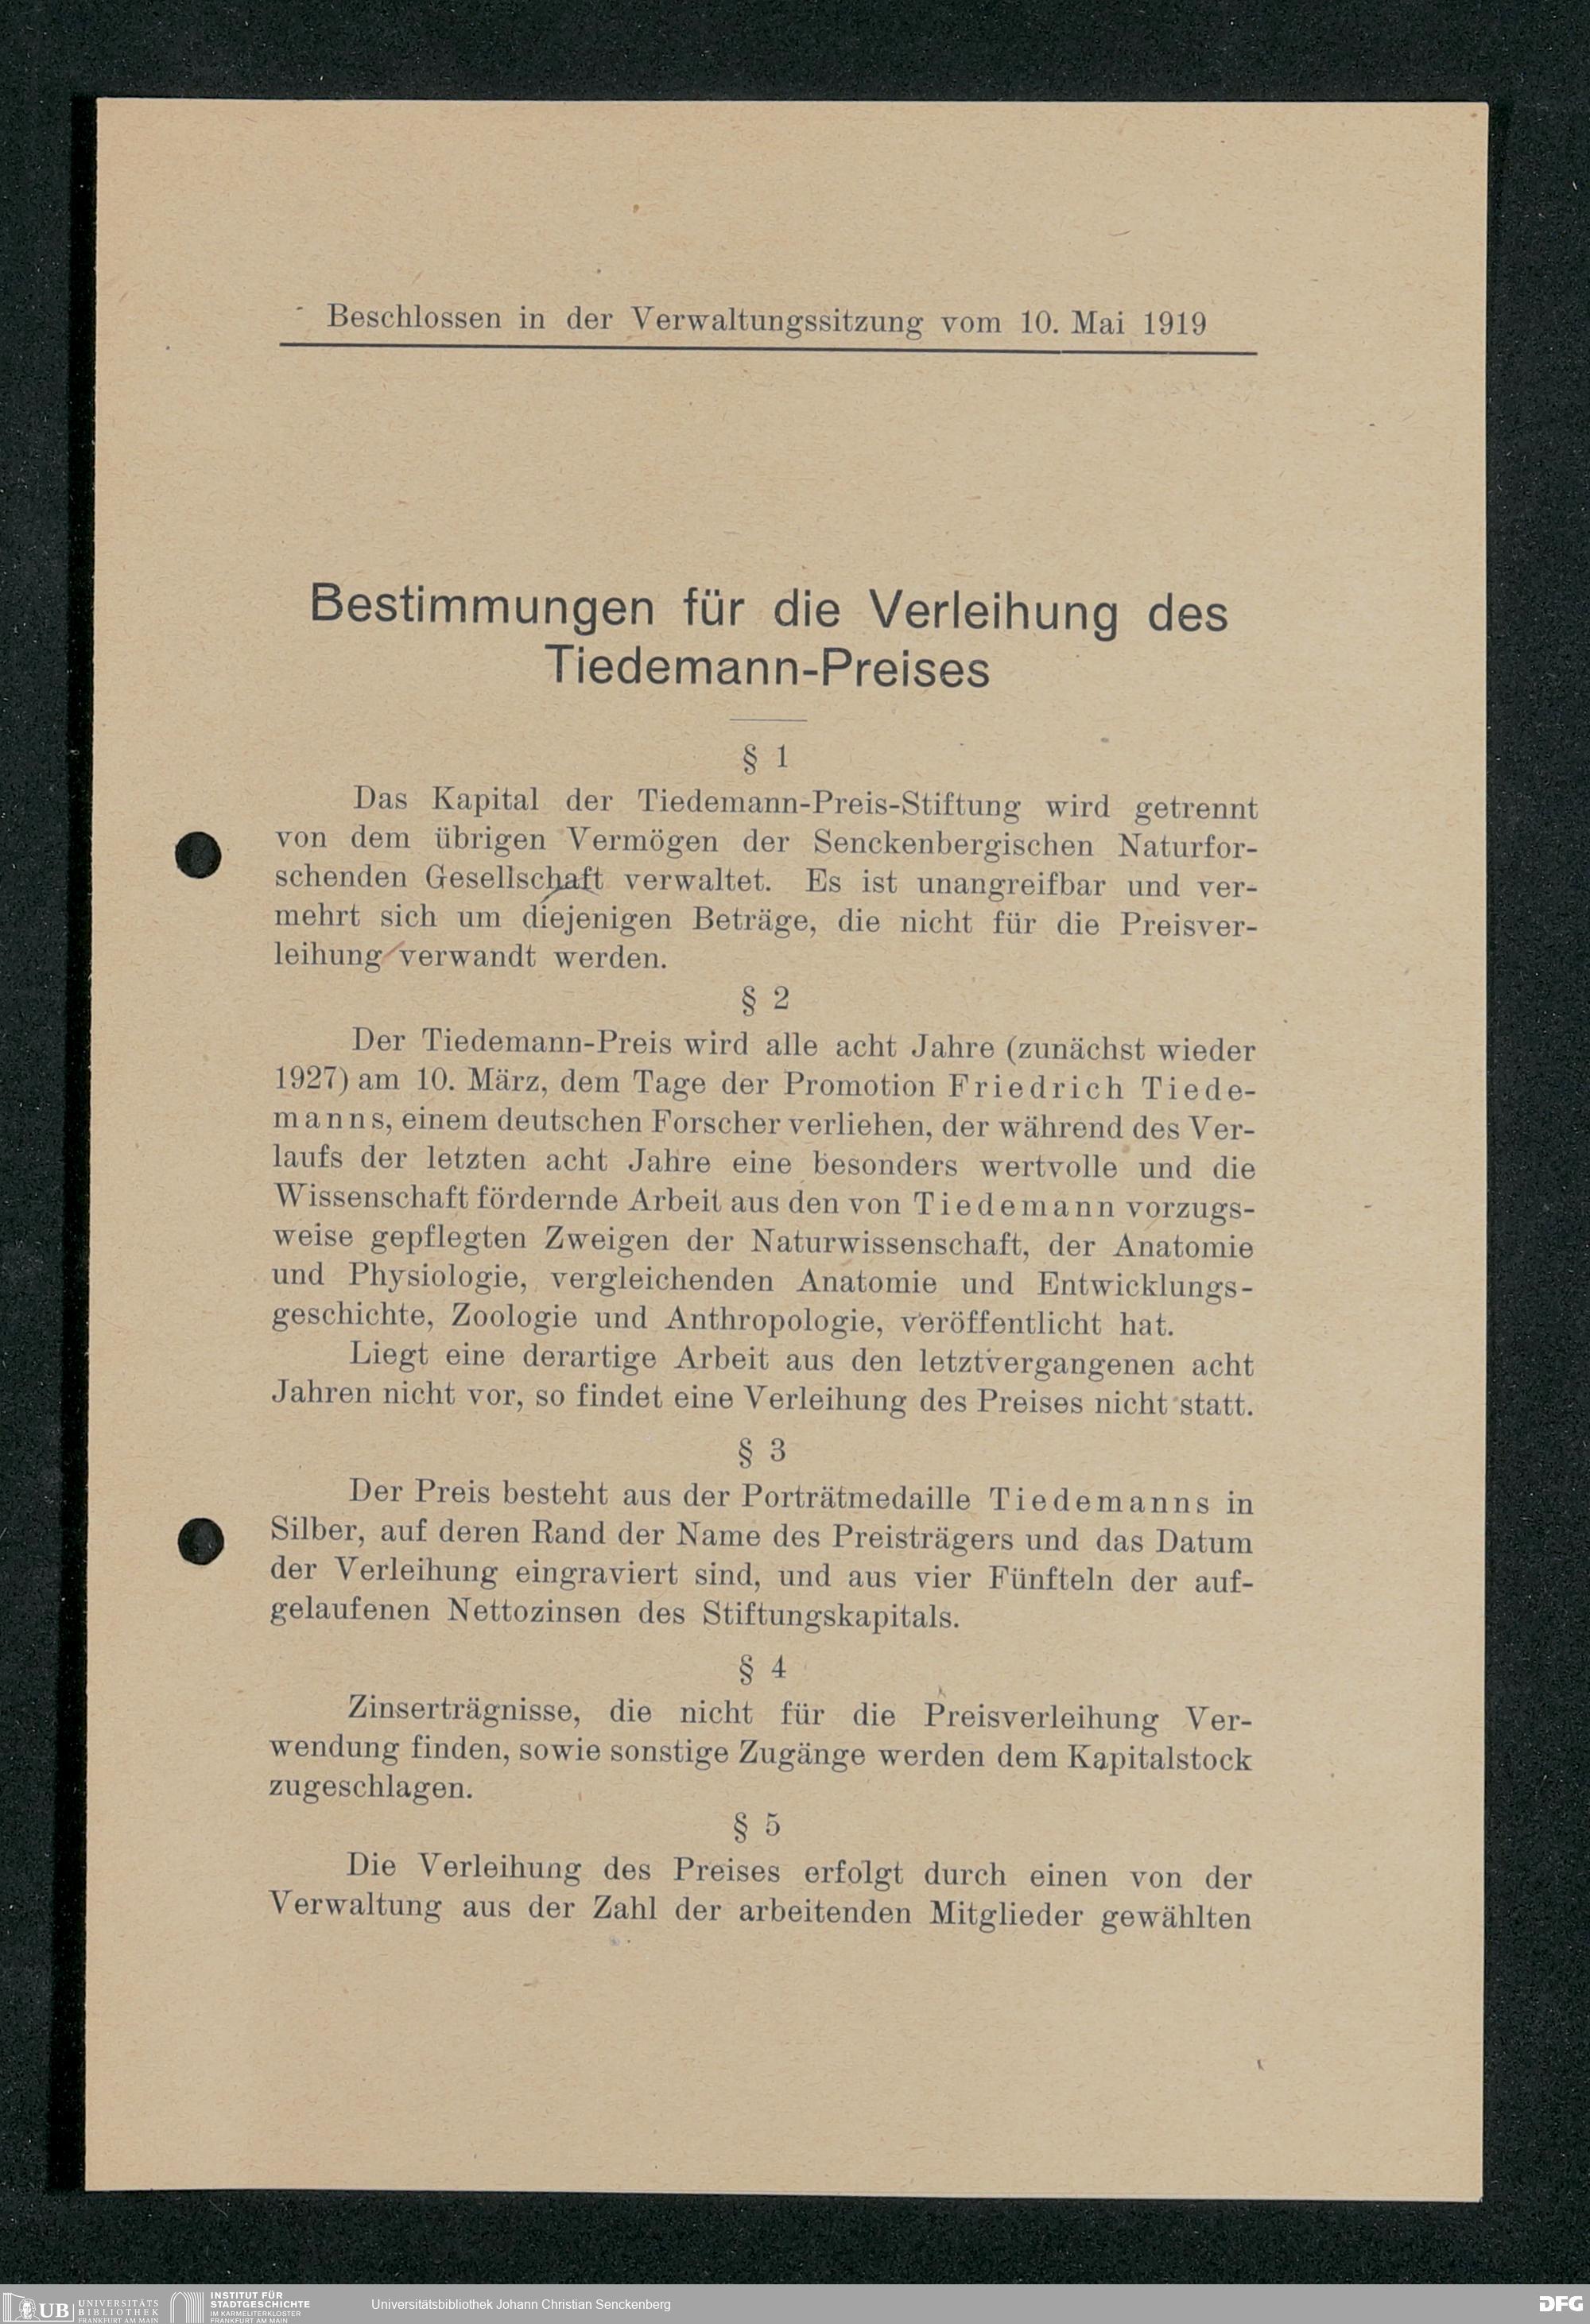 Beschlossen in der Verwaltungssitzung vom 10. Mai 1919
Bestimmungen für die Verleihung des
Tiedemann-Preises
§ 1
Das Kapital der Tiedemann-Preis-Stiftung wird getrennt
von dem übrigen Vermögen der Senckenbergischen Naturfor-
schenden Gesellschaft verwaltet. Es ist unangreifbar und ver-
mehrt sich um diejenigen Beträge, die nicht für die Preisver-
leihung verwandt werden.
§ 2
Der Tiedemann-Preis wird alle acht Jahre (zunächst wieder
1927) am 10. März, dem Tage der Promotion Friedrich Tiede-
manns, einem deutschen Forscher verliehen, der während des Ver-
laufs der letzten acht Jahre eine besonders wertvolle und die
Wissenschaft fördernde Arbeit aus den von Tiedemann vorzugs-
weise gepflegten Zweigen der Naturwissenschaft, der Anatomie
und Physiologie, vergleichenden Anatomie und Entwicklungs-
geschichte, Zoologie und Anthropologie, veröffentlicht hat.
Liegt eine derartige Arbeit aus den letztvergangenen acht
Jahren nicht vor, so findet eine Verleihung des Preises nicht statt.
§ 3
Der Preis besteht aus der Porträtmedaille Tiedemanns in
Silber, auf deren Rand der Name des Preisträgers und das Datum
der Verleihung eingraviert sind, und aus vier Fünfteln der auf-
gelaufenen Nettozinsen des Stiftungskapitals.
§ 4
Zinserträgnisse, die nicht für die Preisverleihung Ver-
wendung finden, sowie sonstige Zugänge werden dem Kapitalstock
zugeschlagen.
§ 5
Die Verleihung des Preises erfolgt durch einen von der
Verwaltung aus der Zahl der arbeitenden Mitglieder gewählten
UB UNIVERSITÄTS
BIBLIOTHEK
FRANKFURT AM MAIN
INSTITUT FÜR
STADTGESCHICHTE
IM KARMELITERKLOSTER
FRANKFURT AM MAIN
Universitätsbibliothek Johann Christian Senckenberg
DFG